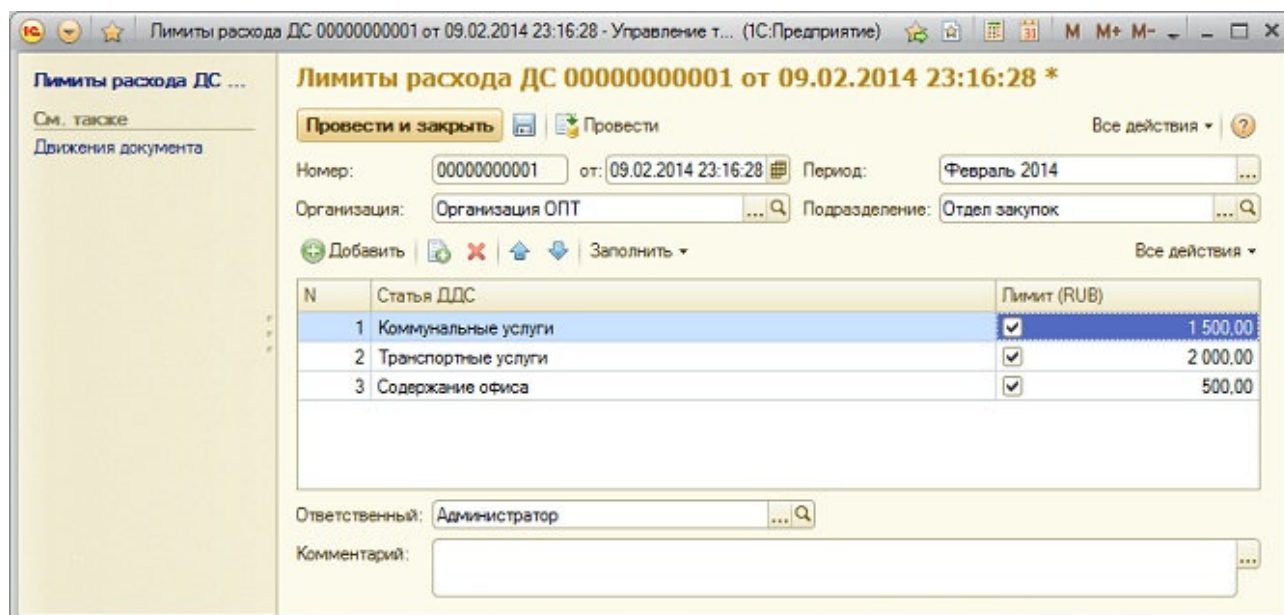 Лимиты расхода ДС 00000000001 от 09.02.2014 23:16:28 - Управление т... (1С:Предприятие) 31 M M+ M-
Лимиты расхода ДС ...
См. также
Движения документа
Лимиты расхода ДС 00000000001 от 09.02.2014 23:16:28 *
Провести и закрыть Провести Все действия ?
Номер: 00000000001 от: 09.02.2014 23:16:28 Период: Февраль 2014 ...
Организация: Организация ОПТ ... Подразделение: Отдел закупок ...
Добавить Заполнить Все действия
N Статья ДДС Лимит (RUB)
1 Коммунальные услуги 1 500,00
2 Транспортные услуги 2 000,00
3 Содержание офиса 500,00
Ответственный: Администратор ...
Комментарий: ...